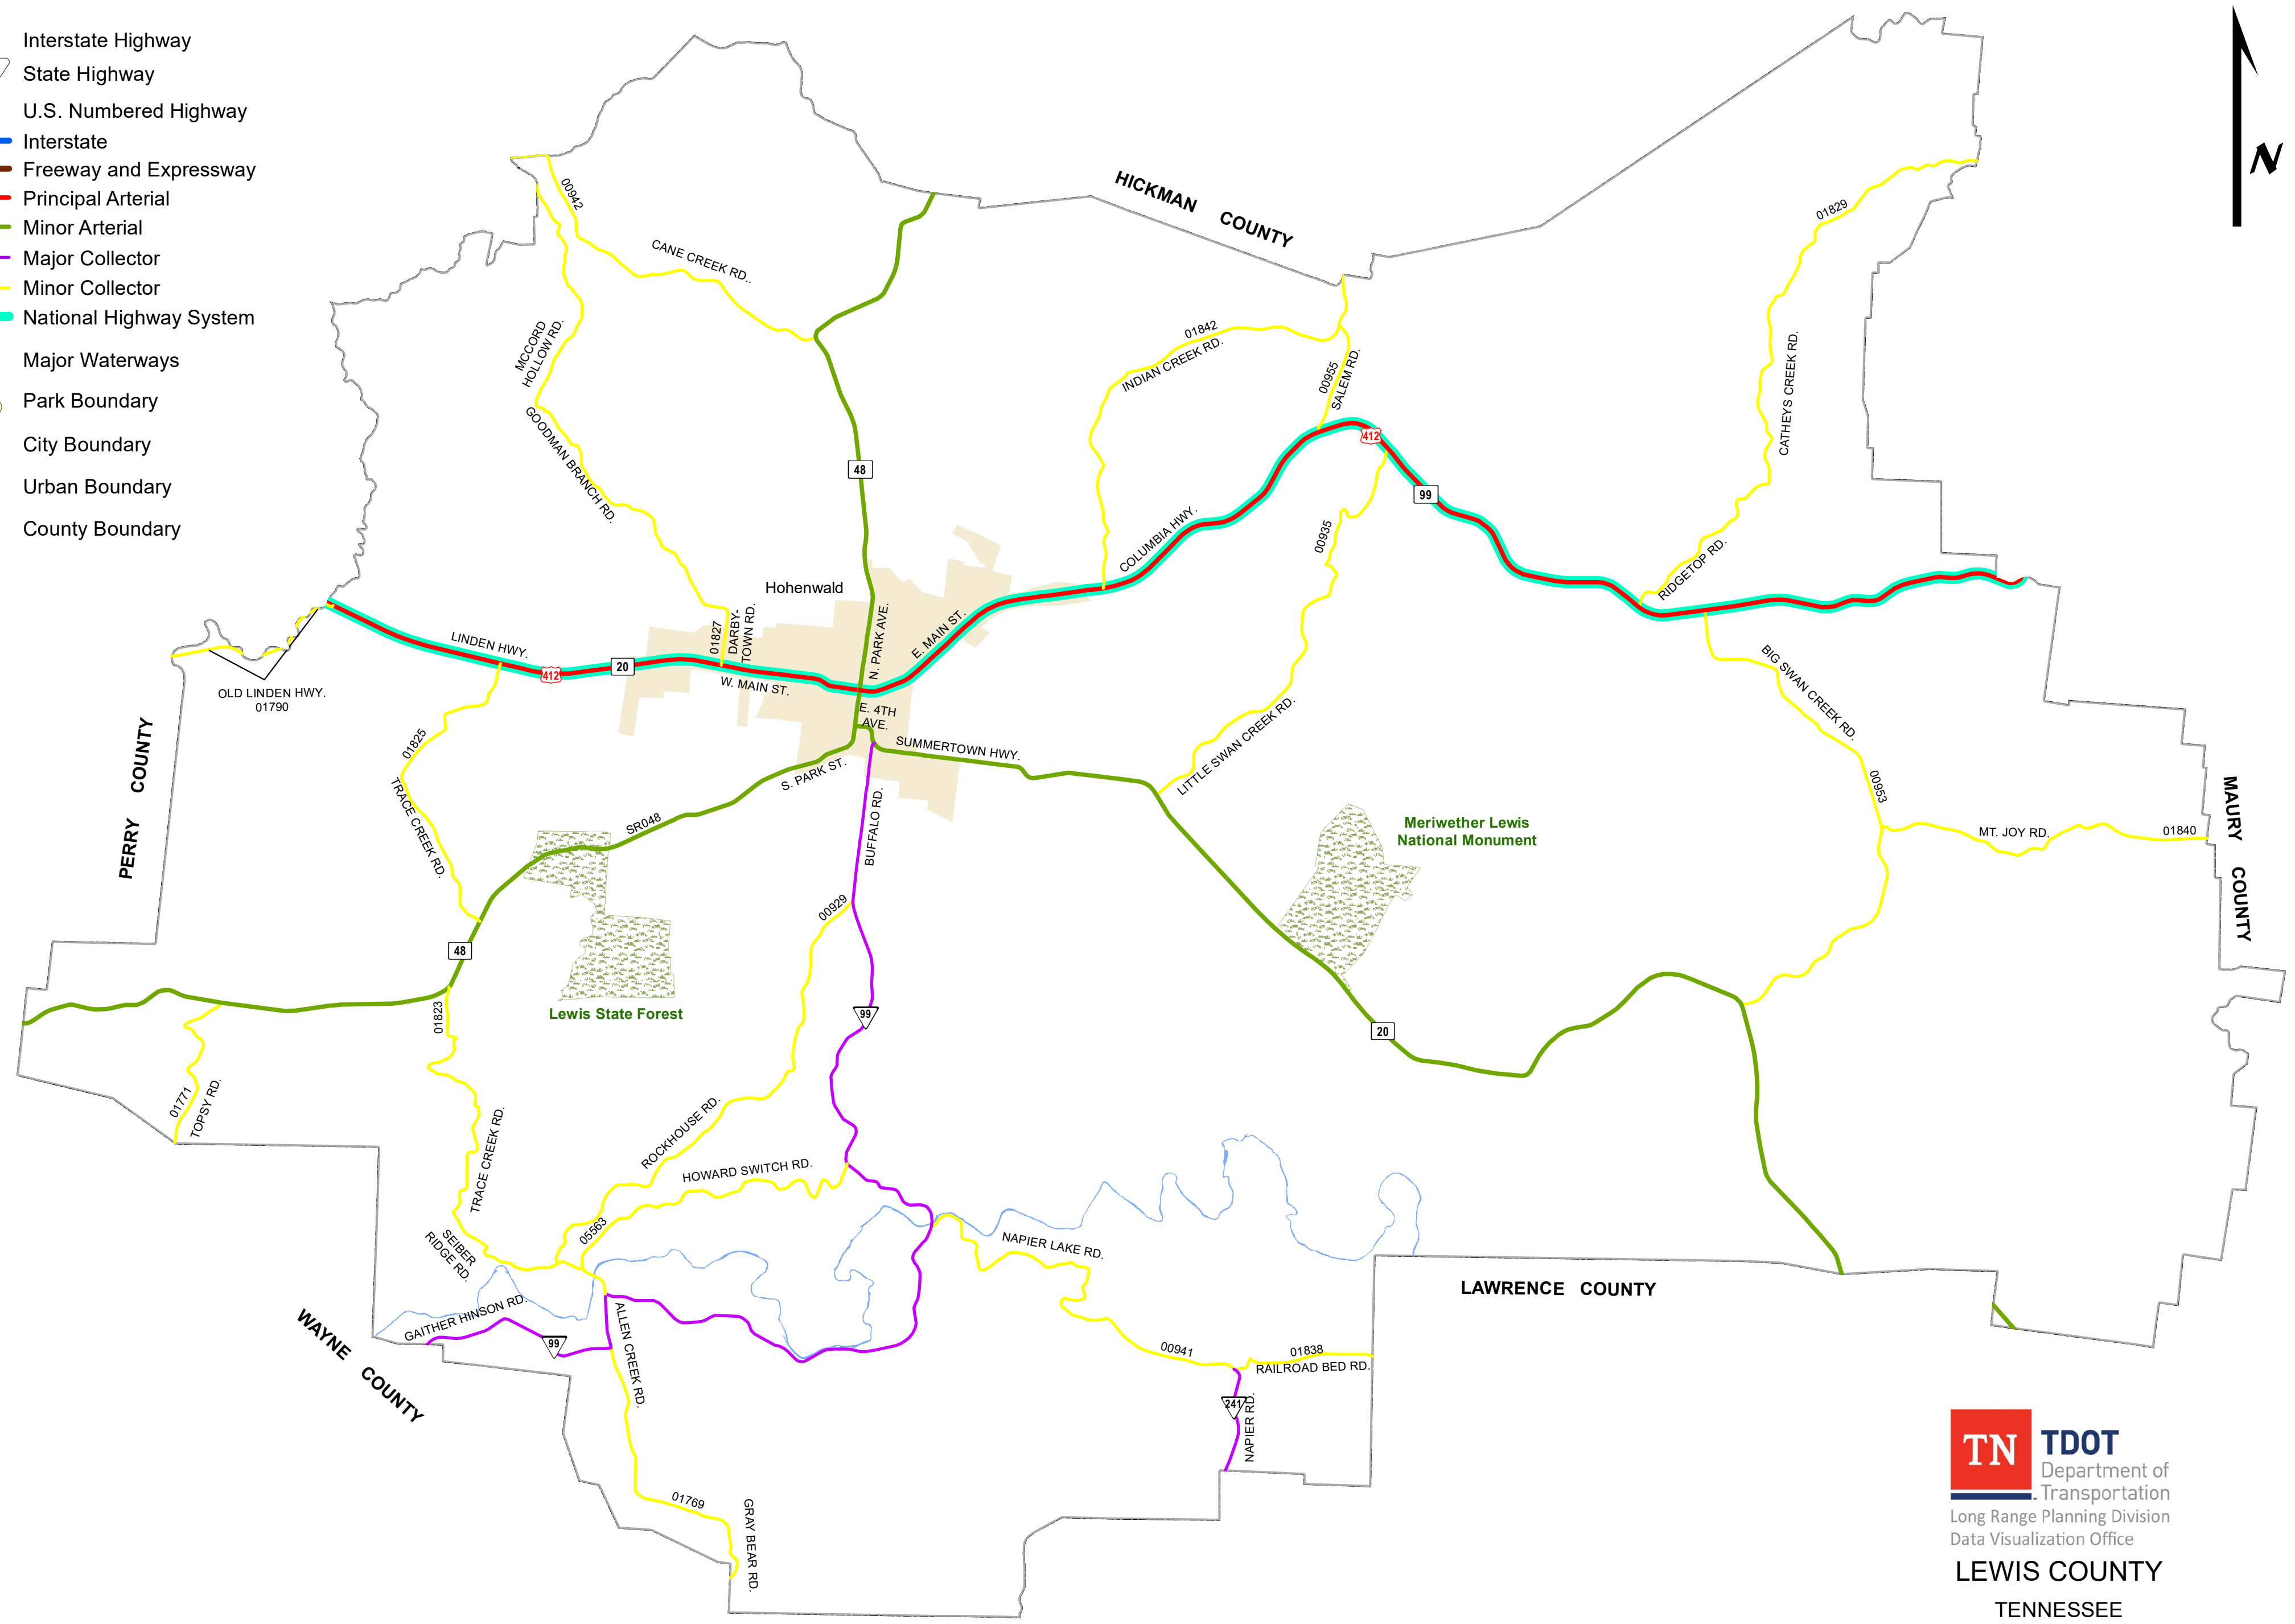 Interstate Highway
State Highway
U.S. Numbered Highway
Interstate
Freeway and Expressway
Principal Arterial
Minor Arterial
Major Collector
Minor Collector
National Highway System
Major Waterways
Park Boundary
City Boundary
Urban Boundary
County Boundary
N
HICKMAN COUNTY
00942
CANE CREEK RD..
MCCORD
HOLLOW RD.
GOODMAN BRANCH RD.
48
01842
INDIAN CREEK RD.
00955
SALEM RD.
01829
CATHEYS CREEK RD.
RIDGETOP RD.
412
99
COLUMBIA HWY.
00935
LITTLE SWAN CREEK RD.
Hohenwald
01827
DARBY-
TOWN RD.
N. PARK AVE.
E. MAIN ST.
LINDEN HWY.
412
20
W. MAIN ST.
E. 4TH
AVE.
SUMMERTOWN HWY.
S. PARK ST.
OLD LINDEN HWY.
01790
PERRY COUNTY
01825
TRACE CREEK RD.
SR048
BUFFALO RD.
BIG SWAN CREEK RD.
00953
MT. JOY RD.
01840
MAURY COUNTY
Meriwether Lewis
National Monument
48
Lewis State Forest
00929
99
20
01823
01771
TOPSY RD.
TRACE CREEK RD.
ROCKHOUSE RD.
HOWARD SWITCH RD.
05563
SEIBER
RIDGE RD.
NAPIER LAKE RD.
GAITHER HINSON RD.
99
ALLEN CREEK RD.
LAWRENCE COUNTY
WAYNE COUNTY
00941
01838
RAILROAD BED RD.
241
NAPIER RD.
01769
GRAY BEAR RD.
TN
TDOT
Department of
Transportation
Long Range Planning Division
Data Visualization Office
LEWIS COUNTY
TENNESSEE